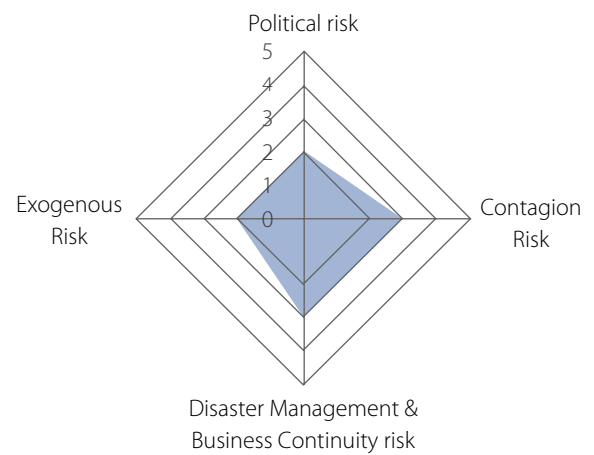 Political risk
5
4
3
2
1
0
Exogenous
Risk
Contagion
Risk
Disaster Management &
Business Continuity risk